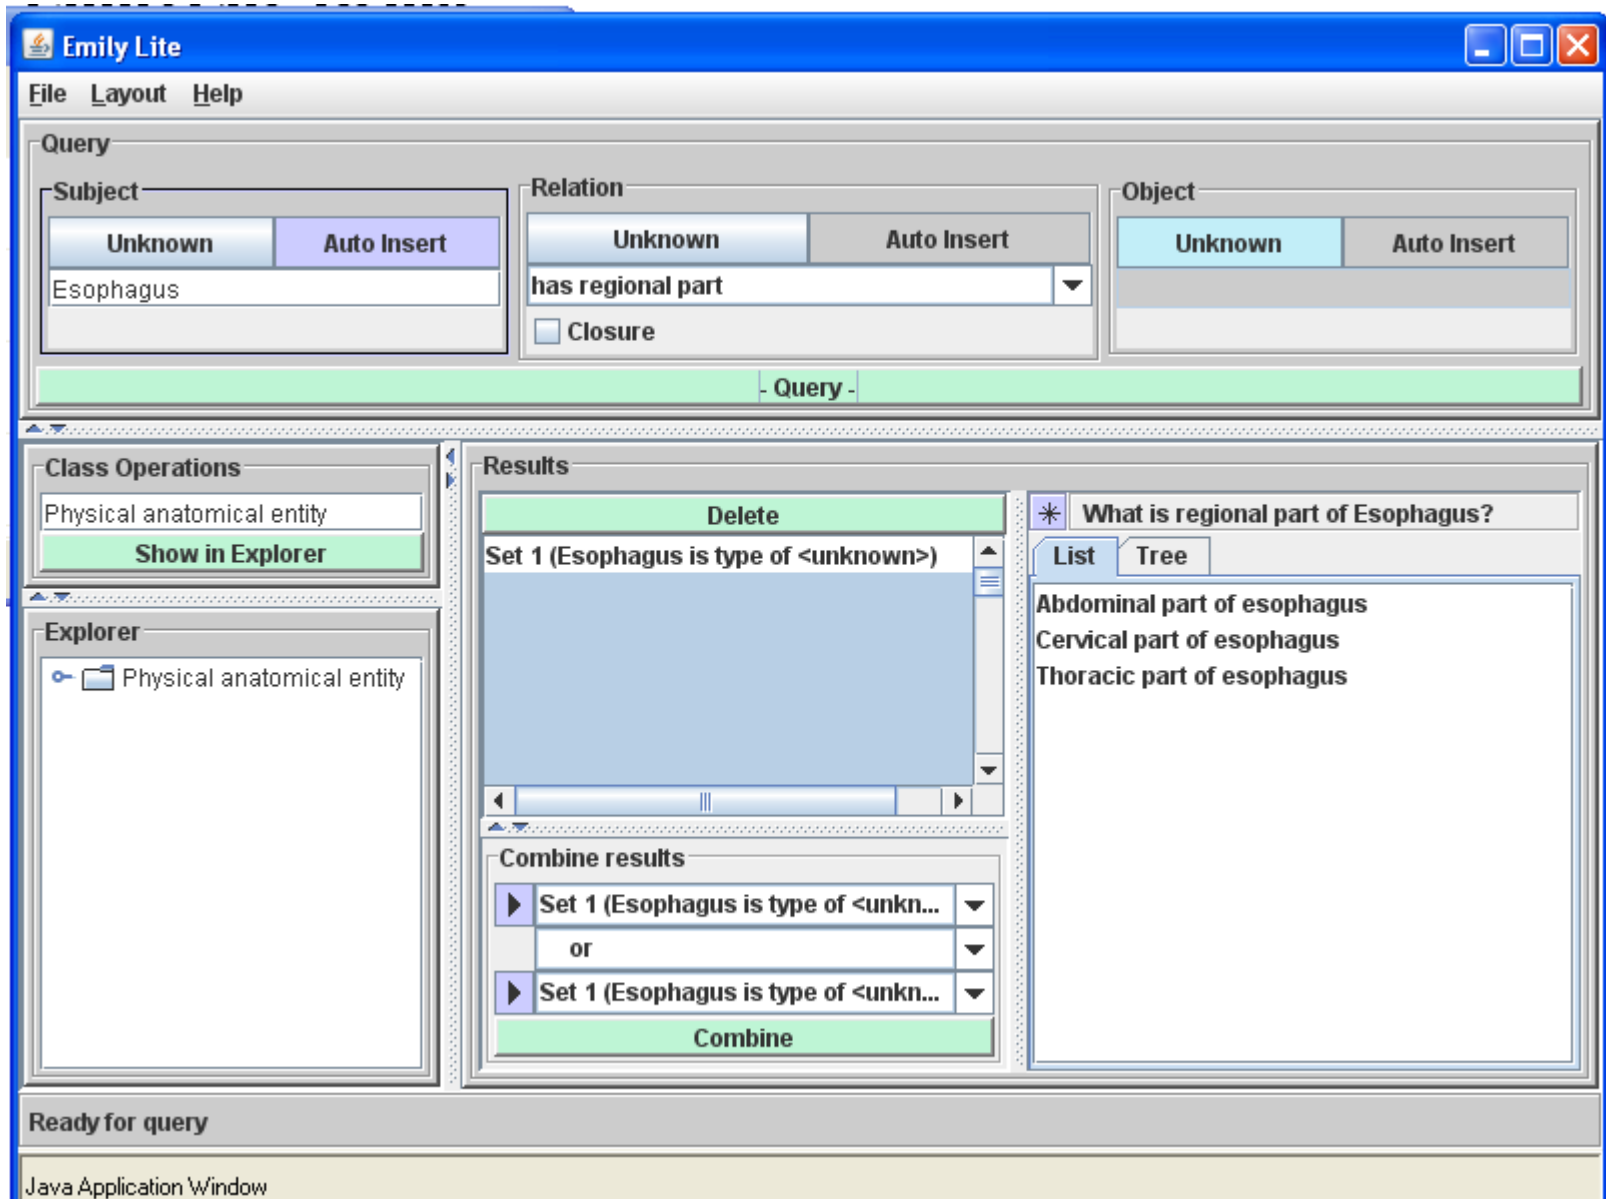 Emily Lite
File Layout Help
Query
Subject
Unknown Auto Insert
Esophagus
Relation
Unknown Auto Insert
has regional part
Closure
Object
Unknown Auto Insert
- Query -
Class Operations
Physical anatomical entity
Show in Explorer
Explorer
Physical anatomical entity
Results
Delete
Set 1 (Esophagus is type of <unknown>)
Combine results
Set 1 (Esophagus is type of <unkn...
or
Set 1 (Esophagus is type of <unkn...
Combine
What is regional part of Esophagus?
List Tree
Abdominal part of esophagus
Cervical part of esophagus
Thoracic part of esophagus
Ready for query
Java Application Window